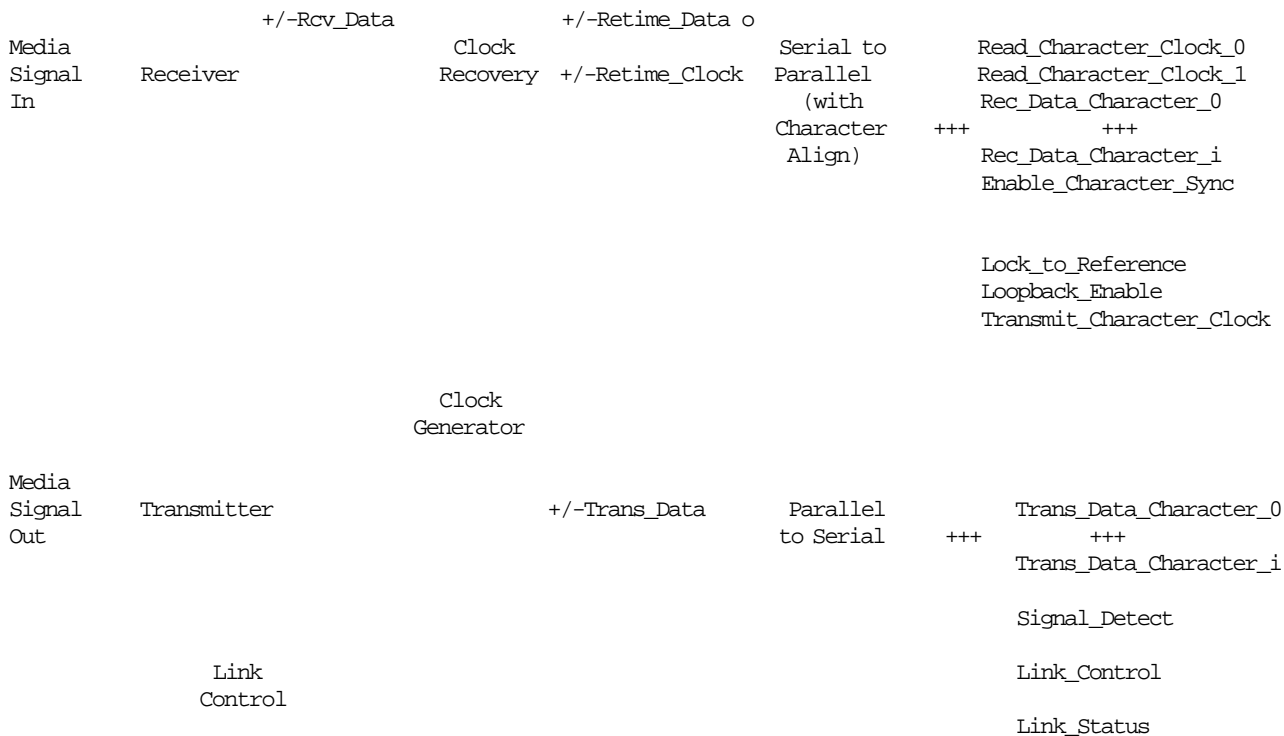 +/-Rcv_Data +/-Retime_Data o
Media Clock Serial to Read_Character_Clock_0
Signal Receiver Recovery +/-Retime_Clock Parallel Read_Character_Clock_1
In (with Rec_Data_Character_0
Character +++ +++
Align) Rec_Data_Character_i
Enable_Character_Sync
Lock_to_Reference
Loopback_Enable
Transmit_Character_Clock
Clock
Generator
Media
Signal Transmitter +/-Trans_Data Parallel Trans_Data_Character_0
Out to Serial +++ +++
Trans_Data_Character_i
Signal_Detect
Link Link_Control
Control
Link_Status